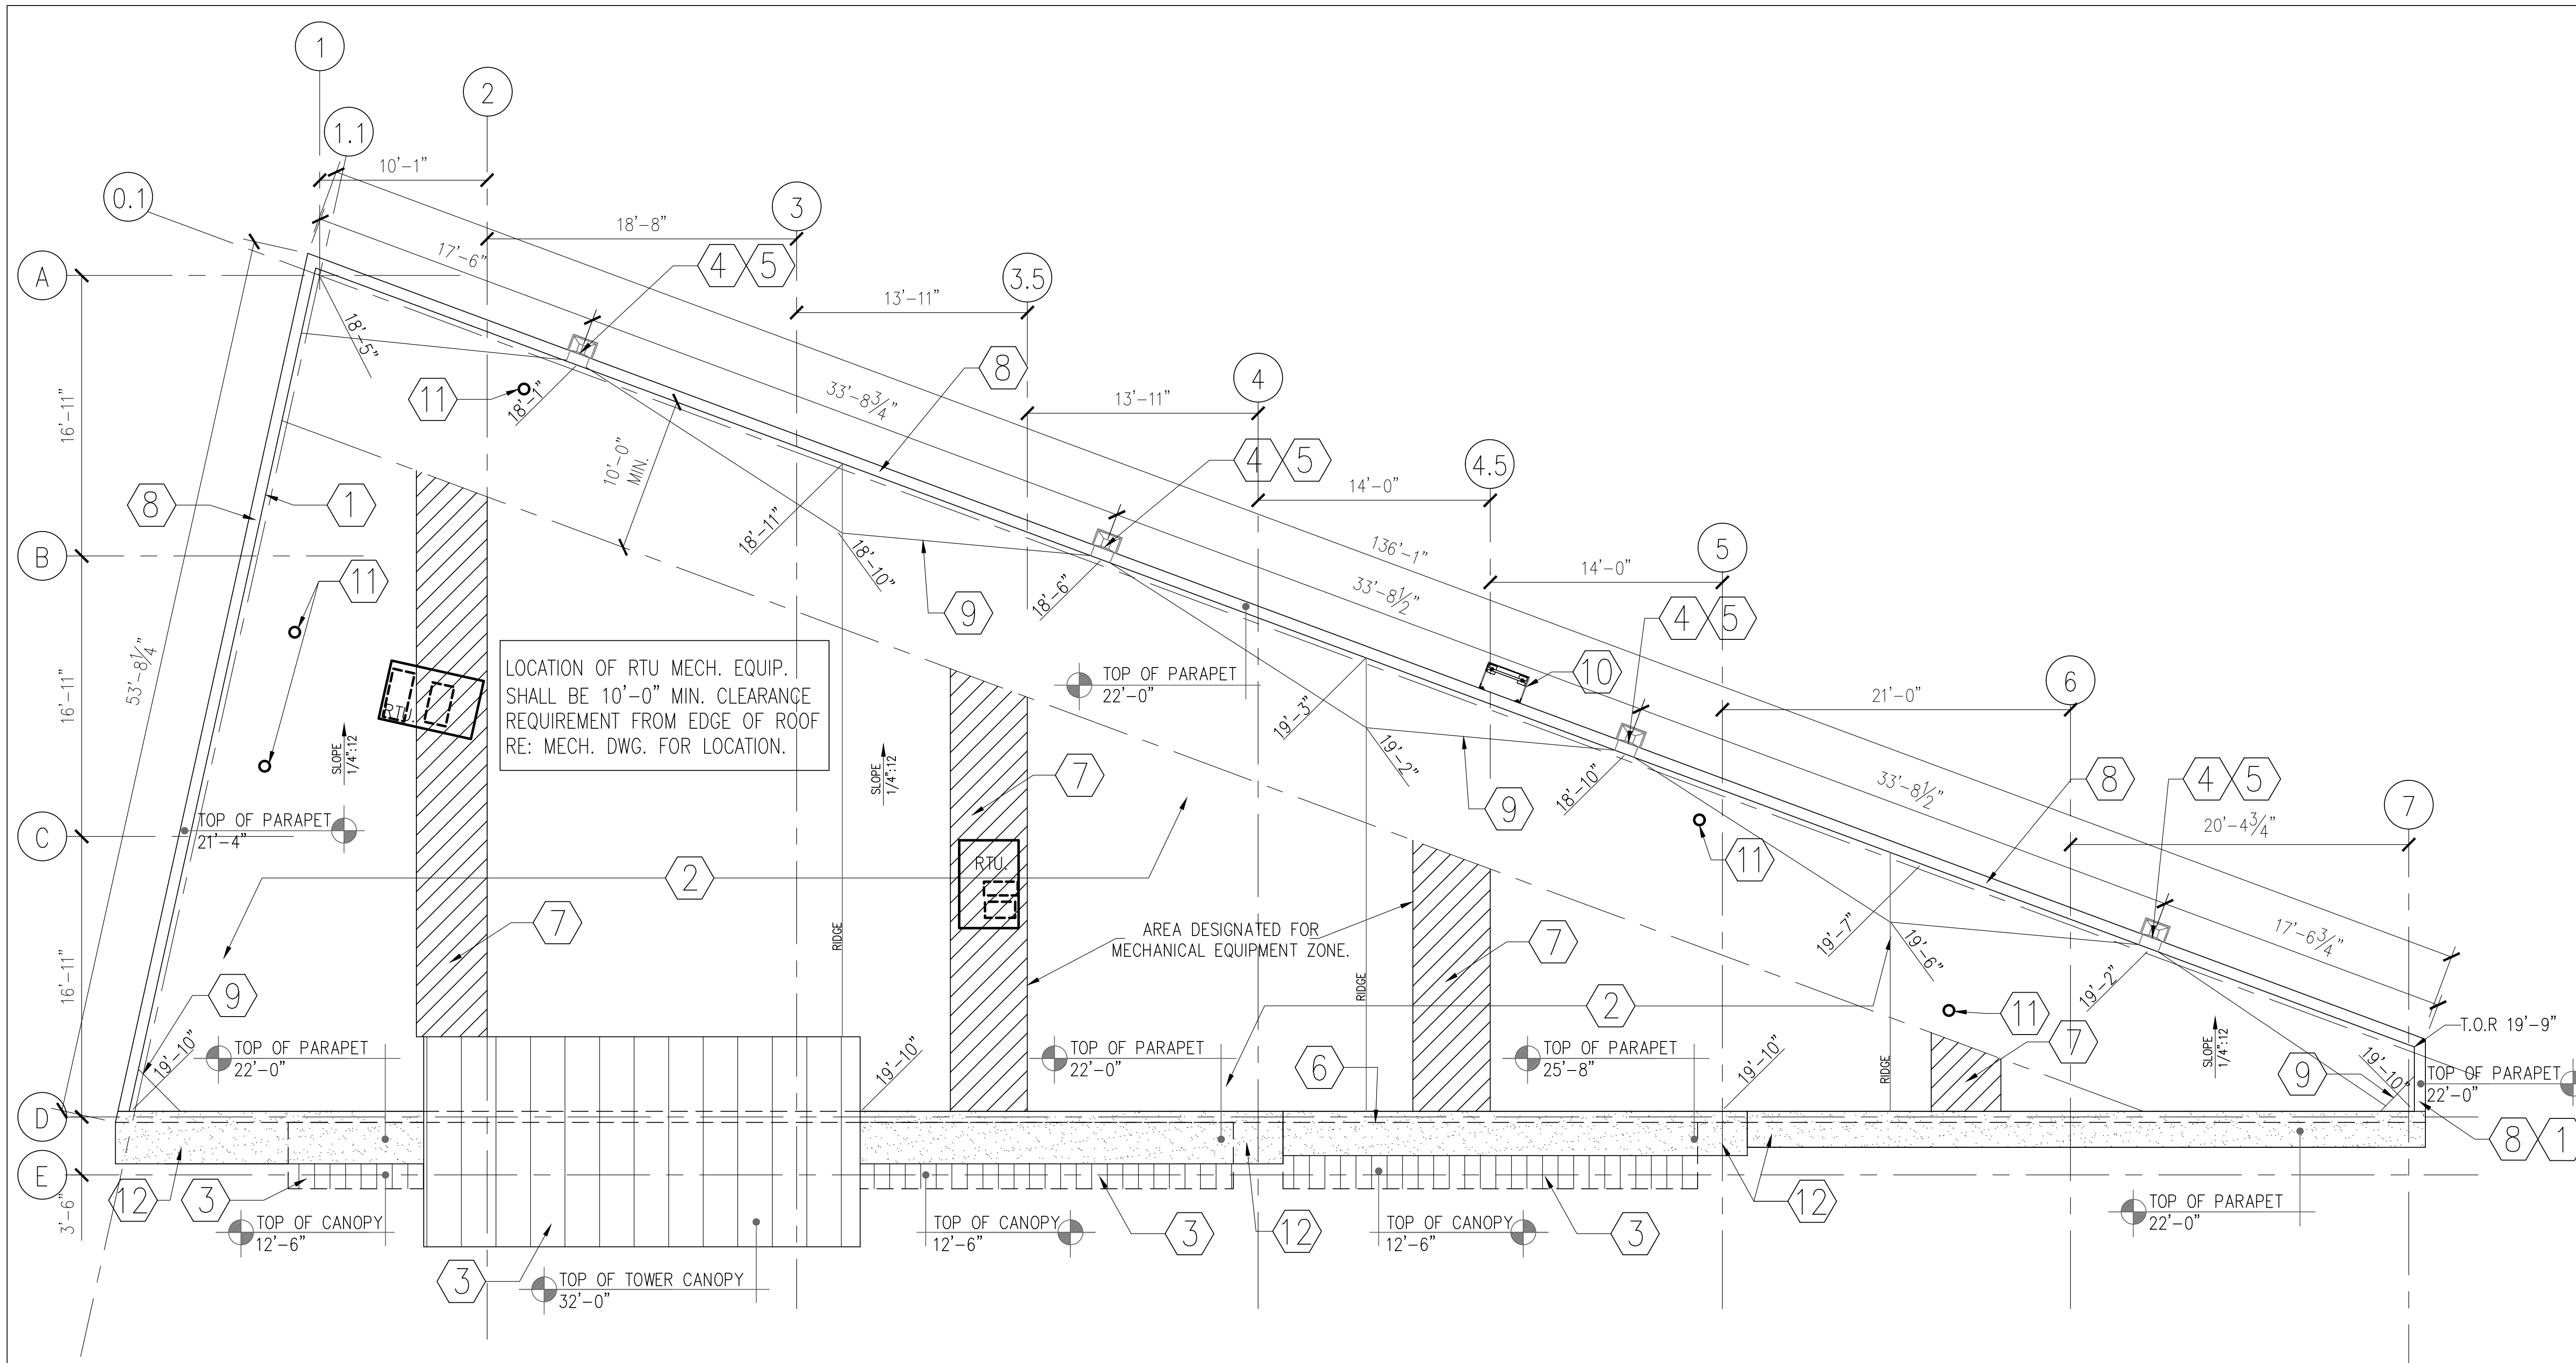 1
2
1.1
10'-1"
0.1
3
18'-8"
17'-6"
4 5
A
3.5
13'-11"
18'-5"
8
4
11
18'-1"
33'-8 3/4"
13'-11"
16'-11"
10'-0"
MIN.
4 5
4.5
14'-0"
8
1
18'-11"
18'-10"
136'-1"
5
B
14'-0"
33'-8 1/2"
11
9
18'-6"
4 5
53'-8 1/4"
LOCATION OF RTU MECH. EQUIP.
SHALL BE 10'-0" MIN. CLEARANCE
REQUIREMENT FROM EDGE OF ROOF
RE: MECH. DWG. FOR LOCATION.
TOP OF PARAPET
22'-0"
10
6
16'-11"
RTU.
21'-0"
19'-3"
19'-2"
SLOPE
1/4":12
SLOPE
1/4":12
7
9
18'-10"
33'-8 1/2"
8
4 5
7
TOP OF PARAPET
21'-4"
C
11
20'-4 3/4"
RTU.
2
7
RIDGE
AREA DESIGNATED FOR
MECHANICAL EQUIPMENT ZONE.
7
19'-7"
19'-6"
17'-6 3/4"
16'-11"
9
RIDGE
2
19'-2"
11
T.O.R 19'-9"
TOP OF PARAPET
22'-0"
19'-10"
19'-10"
TOP OF PARAPET
22'-0"
TOP OF PARAPET
25'-8"
6
19'-10"
RIDGE
7
SLOPE
1/4":12
9
19'-10"
TOP OF PARAPET
22'-0"
D
8 1
E
12
3
3'-6"
TOP OF CANOPY
12'-6"
TOP OF CANOPY
12'-6"
3
12
TOP OF CANOPY
12'-6"
3
12
TOP OF PARAPET
22'-0"
3
TOP OF TOWER CANOPY
32'-0"